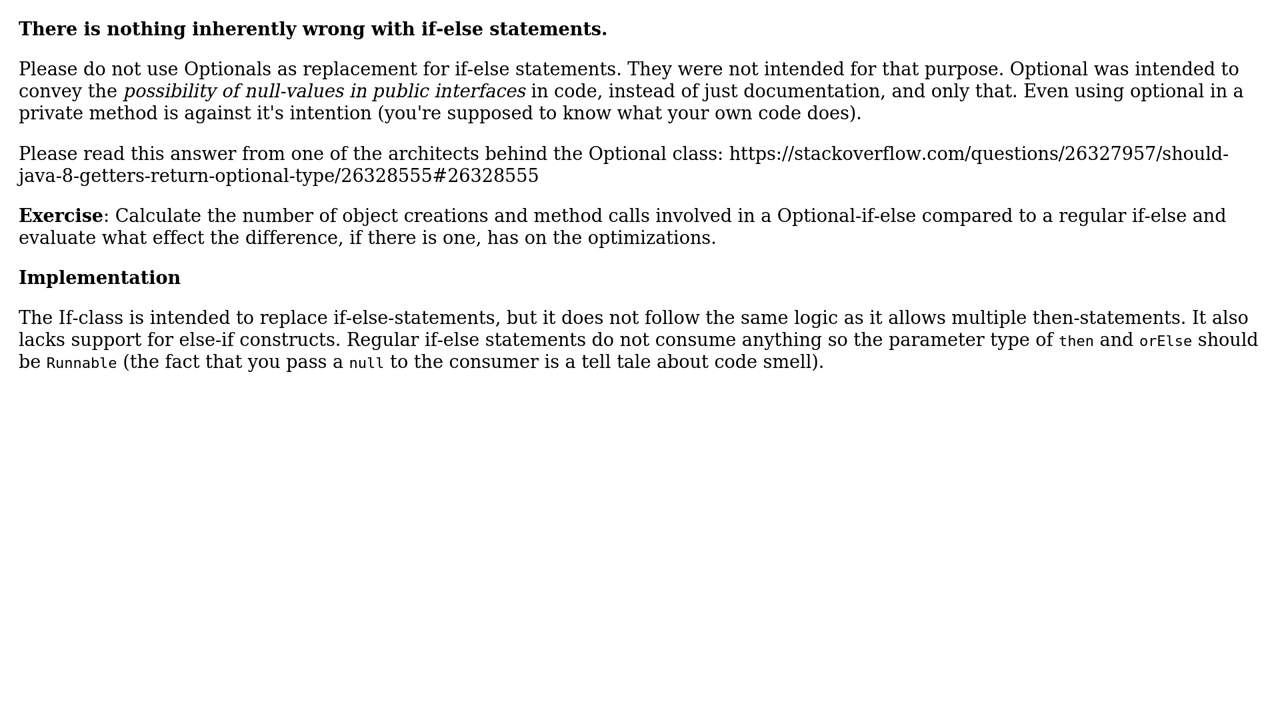 There is nothing inherently wrong with if-else statements.
Please do not use Optionals as replacement for if-else statements. They were not intended for that purpose. Optional was intended to
convey the possibility of null-values in public interfaces in code, instead of just documentation, and only that. Even using optional in a
private method is against it's intention (you're supposed to know what your own code does).
Please read this answer from one of the architects behind the Optional class: https://stackoverflow.com/questions/26327957/should-
java-8-getters-return-optional-type/26328555#26328555
Exercise: Calculate the number of object creations and method calls involved in a Optional-if-else compared to a regular if-else and
evaluate what effect the difference, if there is one, has on the optimizations.
Implementation
The If-class is intended to replace if-else-statements, but it does not follow the same logic as it allows multiple then-statements. It also
lacks support for else-if constructs. Regular if-else statements do not consume anything so the parameter type of then and orElse should
be Runnable (the fact that you pass a null to the consumer is a tell tale about code smell).